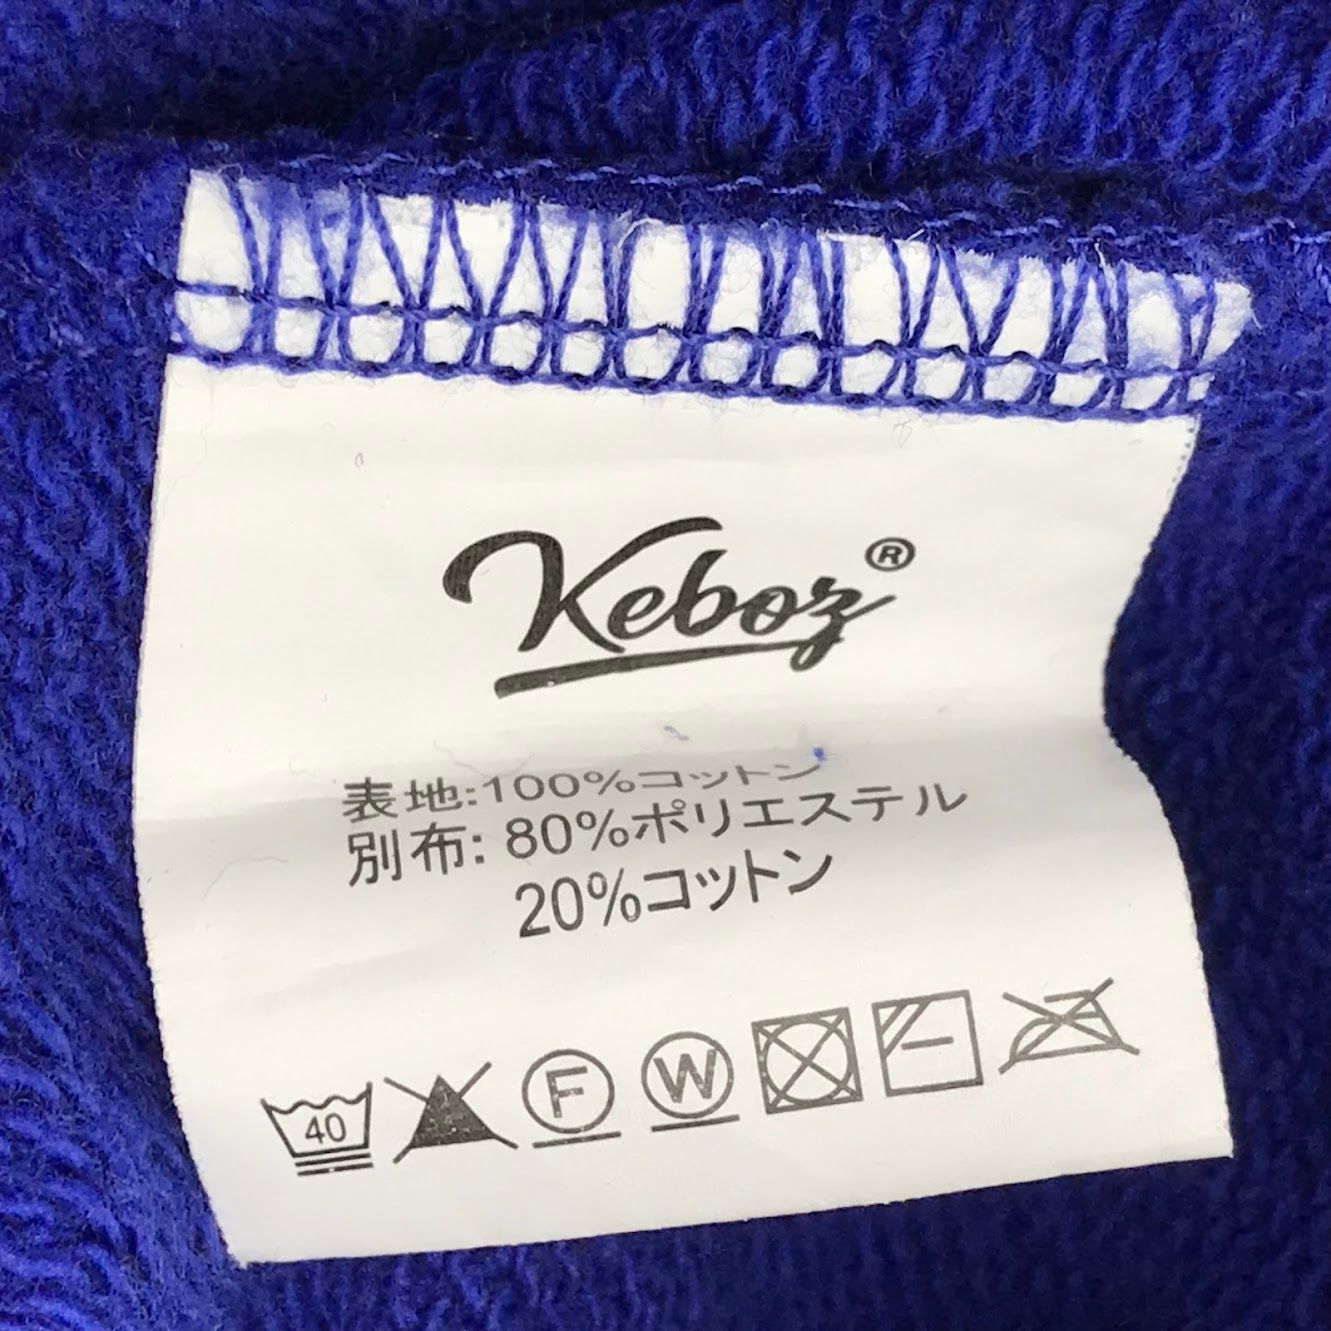 Keboz®
表地:100%コットン
別布: 80%ポリエステル
20%コットン
40 F W